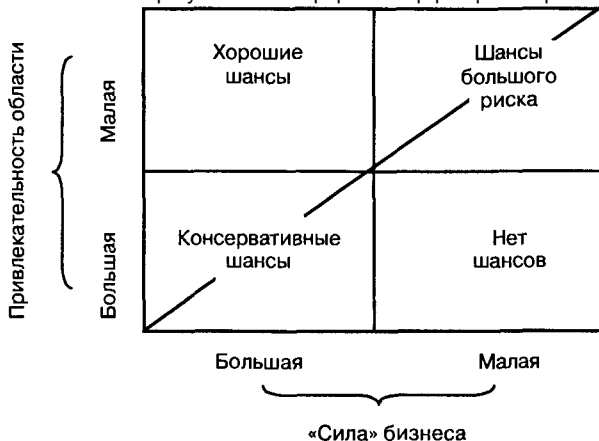 Хорошие
шансы
Шансы
большого
риска
Привлекательность области
Малая
Большая
Консервативные
шансы
Нет
шансов
Большая
Малая
«Сила» бизнеса